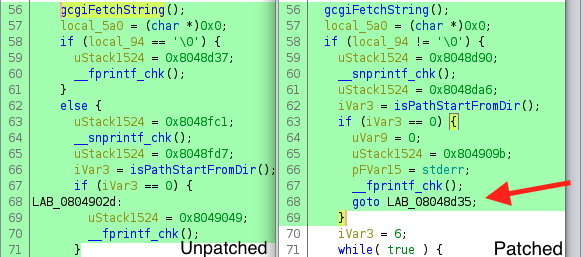 56 gcgiFetchString();
57 local_5a0 = (char *)0x0;
58 if (local_94 == '\0') {
59 uStack1524 = 0x8048d37;
60 __fprintf_chk();
61 }
62 else {
63 uStack1524 = 0x8048fc1;
64 __snprintf_chk();
65 uStack1524 = 0x8048fd7;
66 iVar3 = isPathStartFromDir();
67 if (iVar3 == 0) {
68 LAB_0804902d:
69 uStack1524 = 0x8049049;
70 __fprintf_chk();
71 }
Unpatched
56 gcgiFetchString();
57 local_5a0 = (char *)0x0;
58 if (local_94 != '\0') {
59 uStack1524 = 0x8048d90;
60 __snprintf_chk();
61 uStack1524 = 0x8048da6;
62 iVar3 = isPathStartFromDir();
63 if (iVar3 == 0) {
64 uVar9 = 0;
65 uStack1524 = 0x804909b;
66 pFVar15 = stderr;
67 __fprintf_chk();
68 goto LAB_08048d35;
69 }
70 iVar3 = 6;
71 while( true ) {
Patched